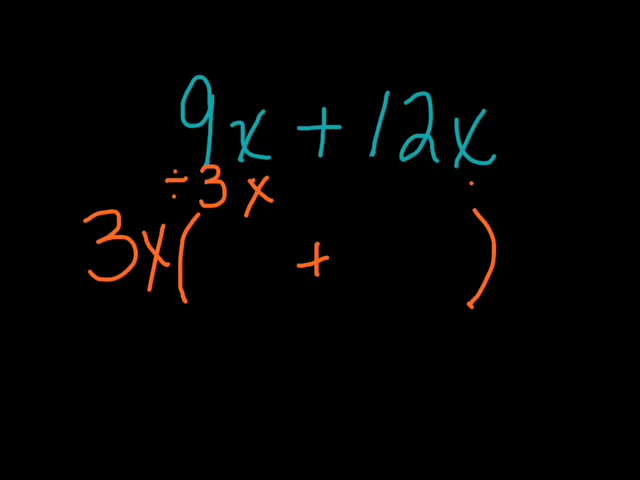 9x + 12x
÷3x
3x( + )